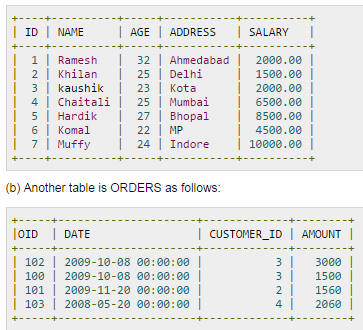 +----+----------+-----+-----------+----------+
| ID | NAME     | AGE | ADDRESS   | SALARY   |
+----+----------+-----+-----------+----------+
|  1 | Ramesh   |  32 | Ahmedabad |  2000.00 |
|  2 | Khilan   |  25 | Delhi     |  1500.00 |
|  3 | kaushik  |  23 | Kota      |  2000.00 |
|  4 | Chaitali |  25 | Mumbai    |  6500.00 |
|  5 | Hardik   |  27 | Bhopal    |  8500.00 |
|  6 | Komal    |  22 | MP        |  4500.00 |
|  7 | Muffy    |  24 | Indore    | 10000.00 |
+----+----------+-----+-----------+----------+
(b) Another table is ORDERS as follows:
+-----+---------------------+-------------+--------+
|OID  | DATE                | CUSTOMER_ID | AMOUNT |
+-----+---------------------+-------------+--------+
| 102 | 2009-10-08 00:00:00 |           3 |   3000 |
| 100 | 2009-10-08 00:00:00 |           3 |   1500 |
| 101 | 2009-11-20 00:00:00 |           2 |   1560 |
| 103 | 2008-05-20 00:00:00 |           4 |   2060 |
+-----+---------------------+-------------+--------+